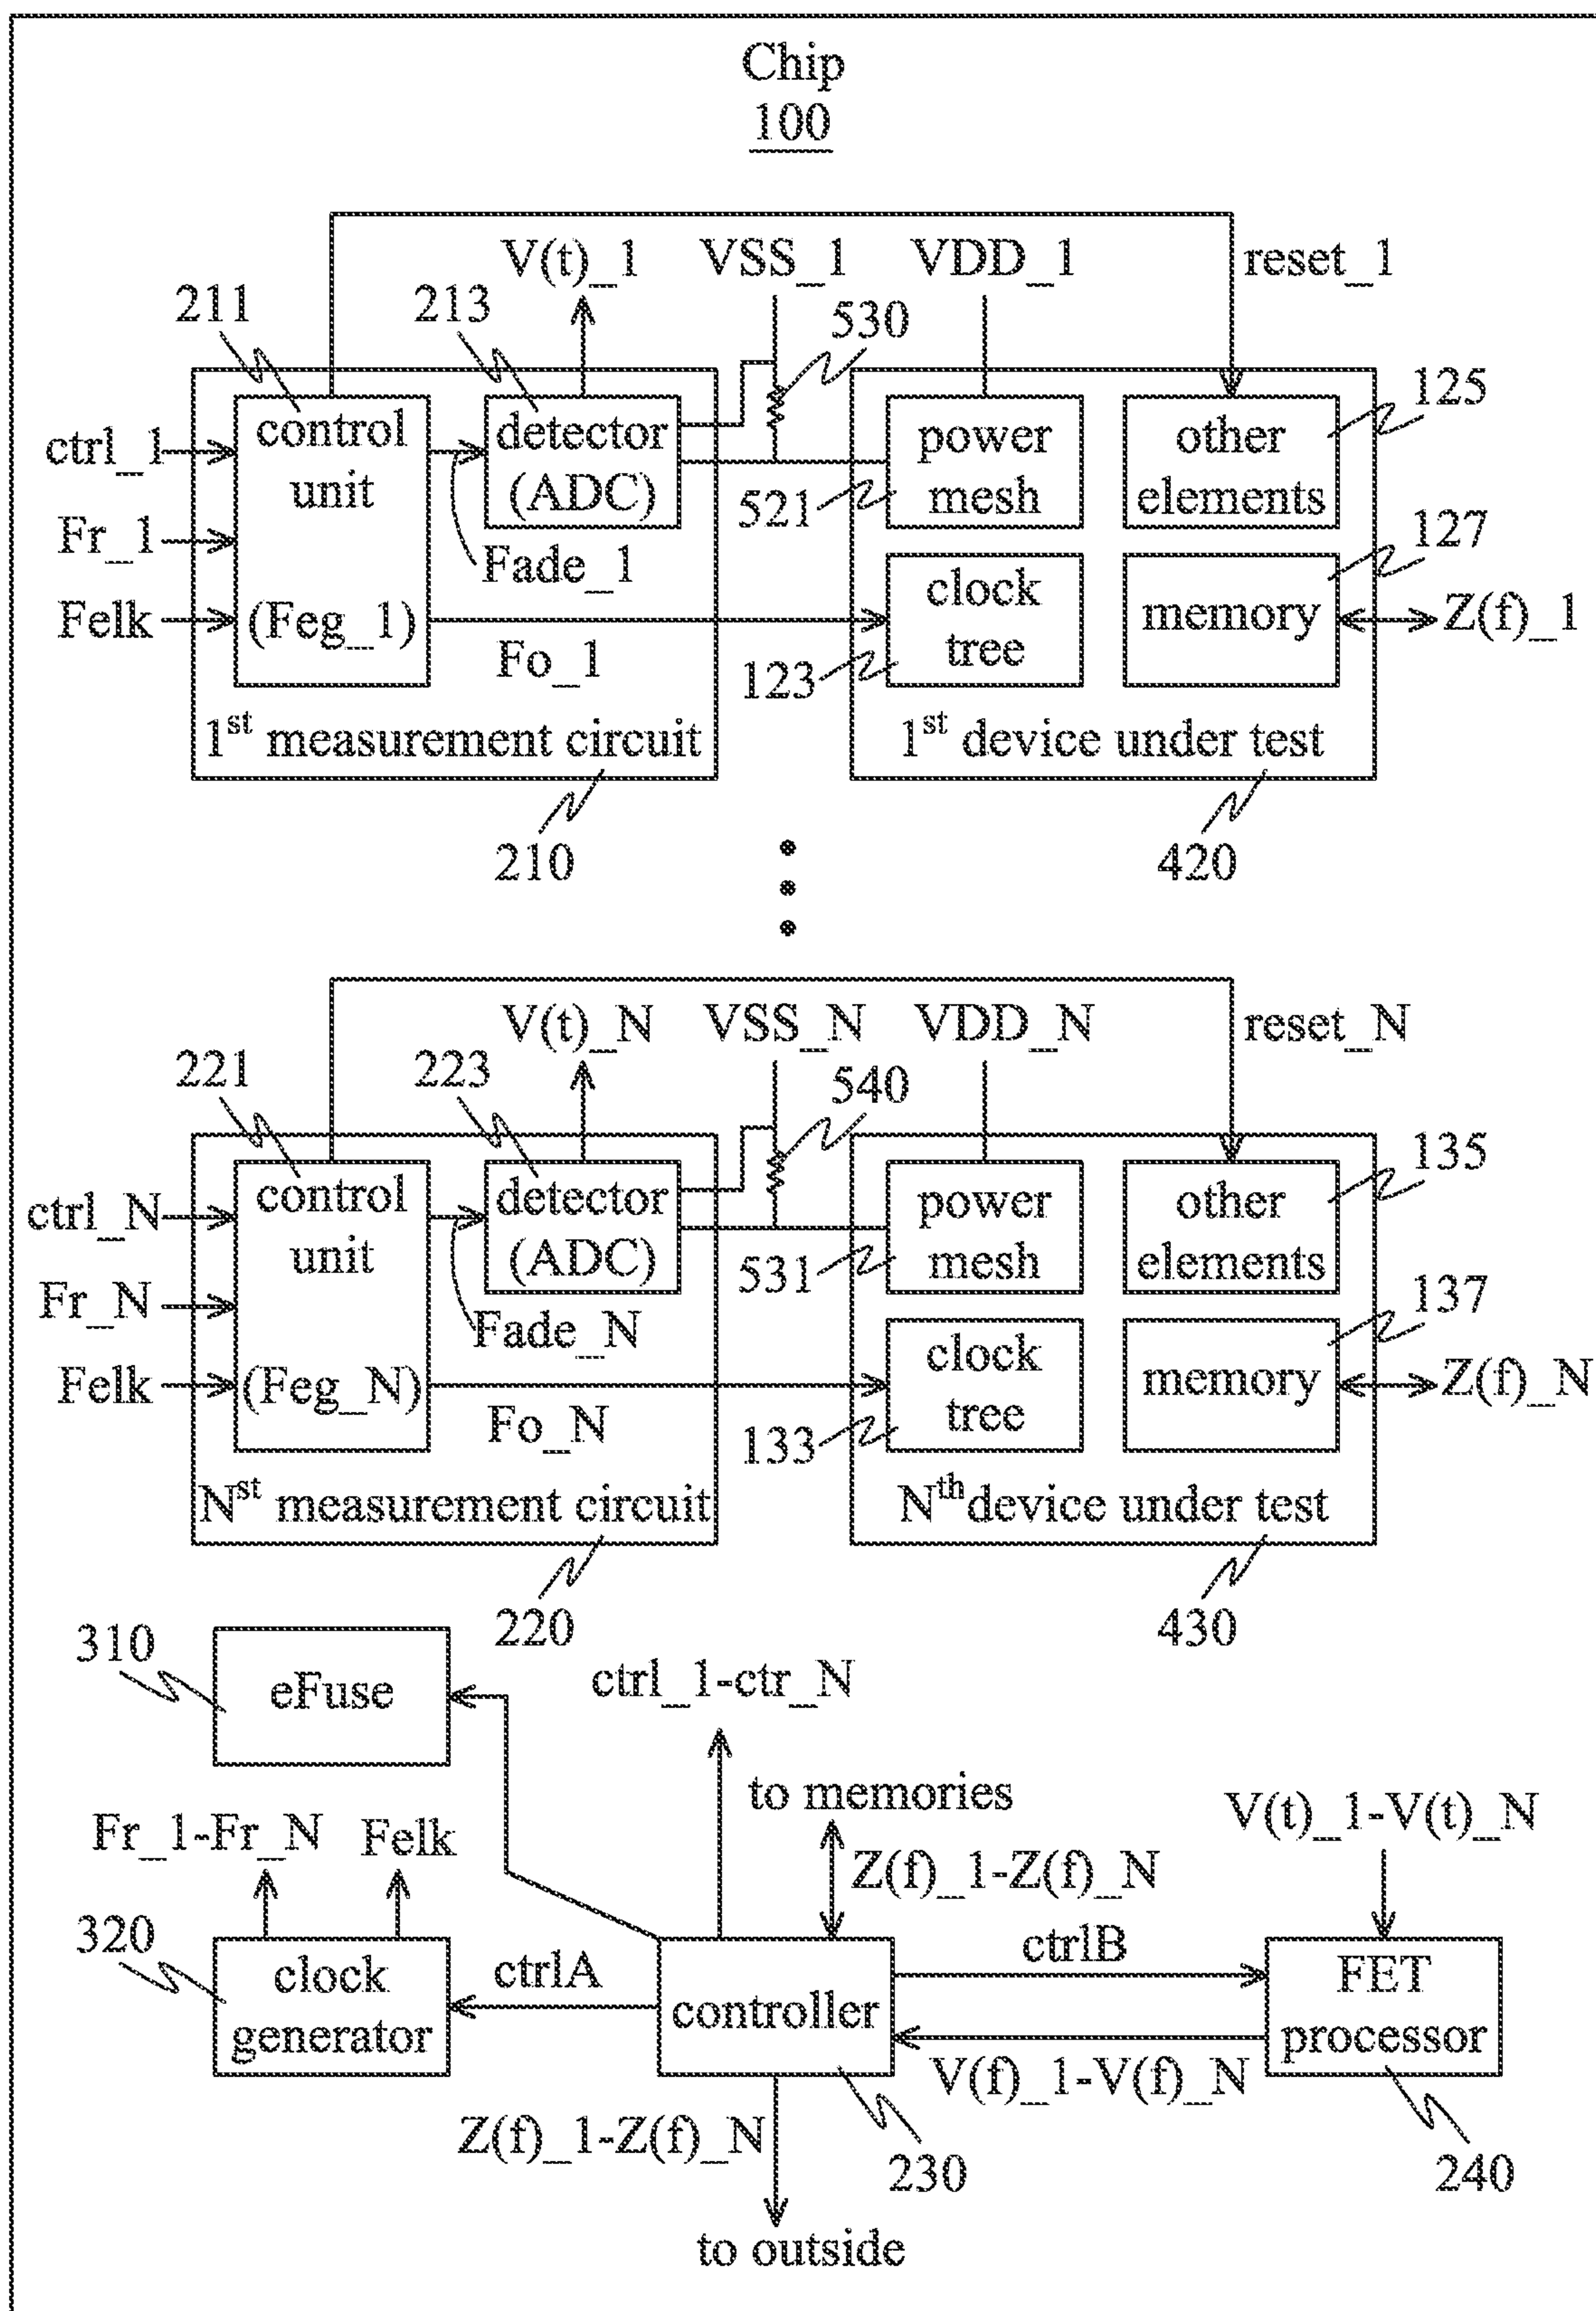 Chip
100
V(t)_1 VSS_1 VDD_1 reset_1
211 213 530
125
control unit
detector (ADC)
power mesh
other elements
ctrl_1
Fr_1
Felk
(Feg_1)
Fade_1
521
127
clock tree
memory
Z(f)_1
Fo_1
123
1st measurement circuit
1st device under test
210
420
V(t)_N VSS_N VDD_N reset_N
221 223 540
135
control unit
detector (ADC)
power mesh
other elements
ctrl_N
Fr_N
Felk
(Feg_N)
Fade_N
531
137
clock tree
memory
Z(f)_N
Fo_N
133
Nst measurement circuit
Nth device under test
220
430
310
eFuse
ctrl_1-ctr_N
to memories
Z(f)_1-Z(f)_N
V(t)_1-V(t)_N
Fr_1-Fr_N
Felk
320
clock generator
ctrlA
controller
ctrlB
FET processor
V(f)_1-V(f)_N
Z(f)_1-Z(f)_N
230
240
to outside